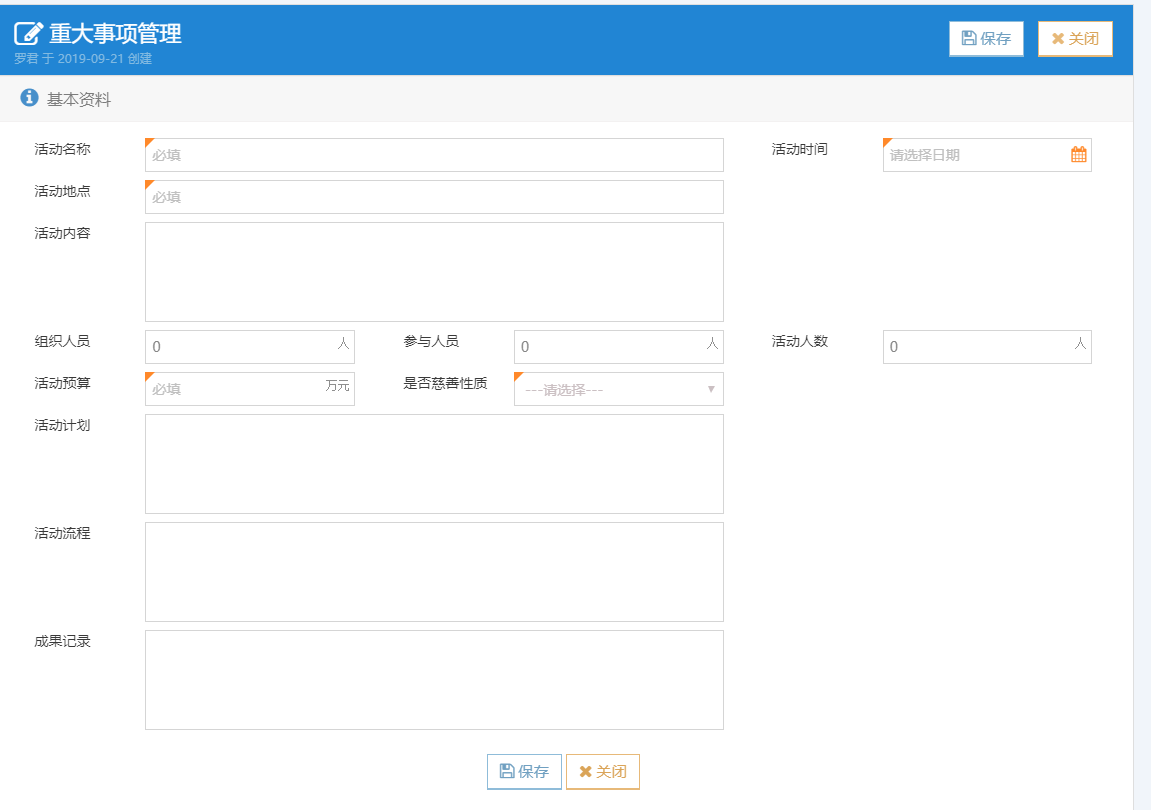 重大事项管理
罗君 于 2019-09-21 创建
保存
关闭
基本资料
活动名称
必填
活动时间
请选择日期
活动地点
必填
活动内容
组织人员
0
人
参与人员
0
人
活动人数
0
人
活动预算
必填
万元
是否慈善性质
---请选择---
活动计划
活动流程
成果记录
保存
关闭